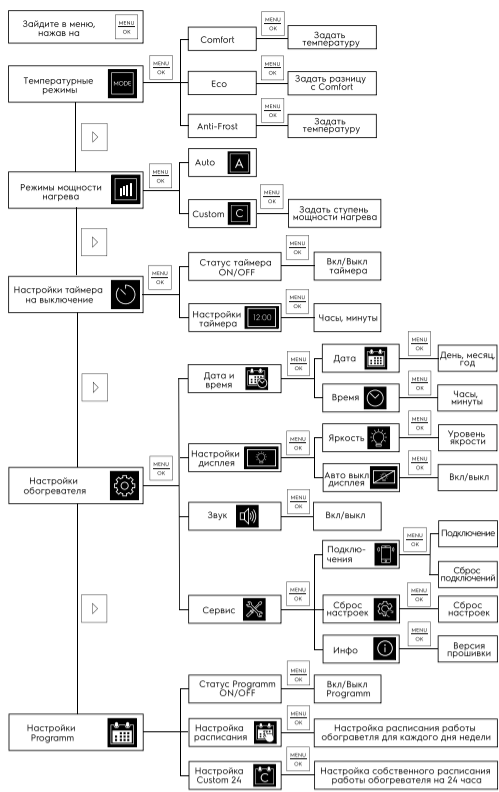 Зайдите в меню,
нажав на
MENU
OK
Температурные
режимы
MODE
MENU
OK
Comfort
MENU
OK
Задать
температуру
Eco
MENU
OK
Задать разницу
с Comfort
Anti-Frost
MENU
OK
Задать
температуру
Режимы мощности
нагрева
MENU
OK
Auto
A
Custom
C
MENU
OK
Задать ступень
мощности нагрева
Настройки таймера
на выключение
MENU
OK
Статус таймера
ON/OFF
MENU
OK
Вкл/Выкл
таймера
Настройки
таймера
12:00
MENU
OK
Часы, минуты
Настройки
обогревателя
MENU
OK
Дата и
время
MENU
OK
Дата
MENU
OK
День, месяц,
год
Время
MENU
OK
Часы,
минуты
Настройки
дисплея
MENU
OK
Яркость
MENU
OK
Уровень
якрости
Авто выкл
дисплея
MENU
OK
Вкл/выкл
Звук
MENU
OK
Вкл/выкл
Сервис
MENU
OK
Подклю-
чения
MENU
OK
Подключение
Сброс
подключений
Сброс
настроек
MENU
OK
Сброс
настроек
Инфо
MENU
OK
Версия
прошивки
Настройки
Programm
MENU
OK
Статус Programm
ON/OFF
MENU
OK
Вкл/Выкл
Programm
Настройка
расписания
MENU
OK
Настройка расписания работы
обограветля для каждого дня недели
Настройка
Custom 24
C
MENU
OK
Настройка собственного расписания
работы обогревателя на 24 часа